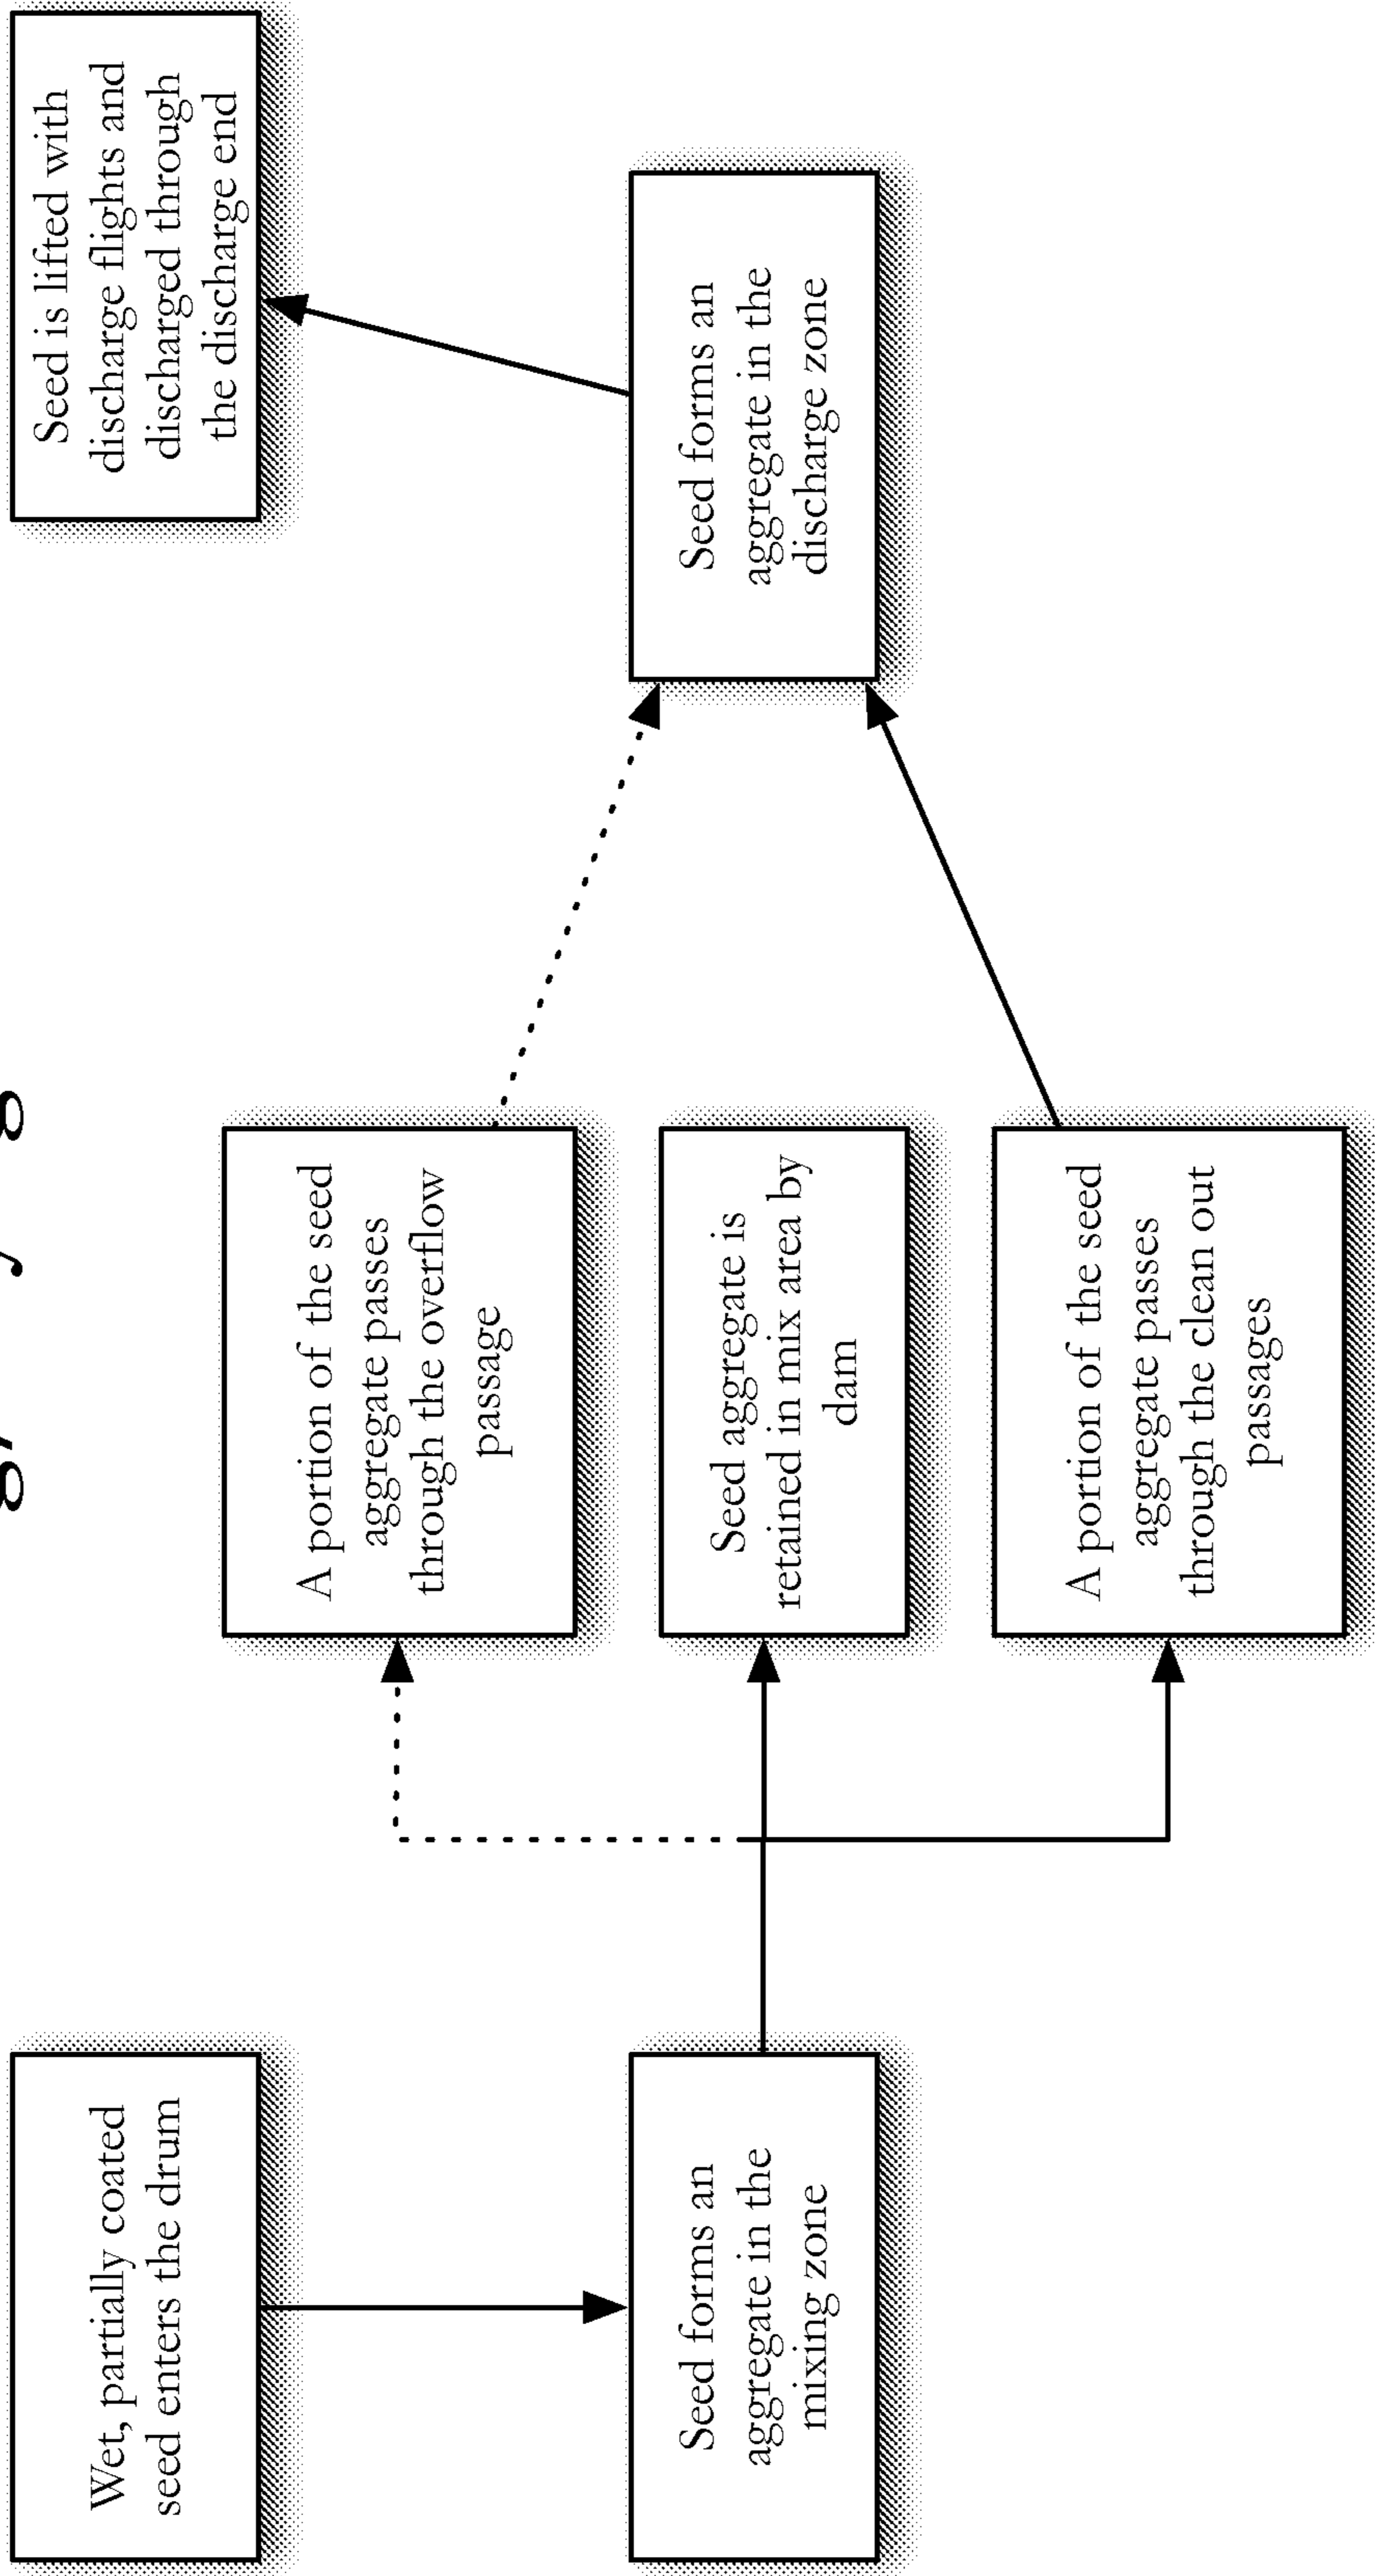 Wet, partially coated
seed enters the drum
Seed forms an
aggregate in the
mixing zone
A portion of the seed
aggregate passes
through the overflow
passage
Seed aggregate is
retained in mix area by
dam
A portion of the seed
aggregate passes
through the clean out
passages
Seed forms an
aggregate in the
discharge zone
Seed is lifted with
discharge flights and
discharged through
the discharge end